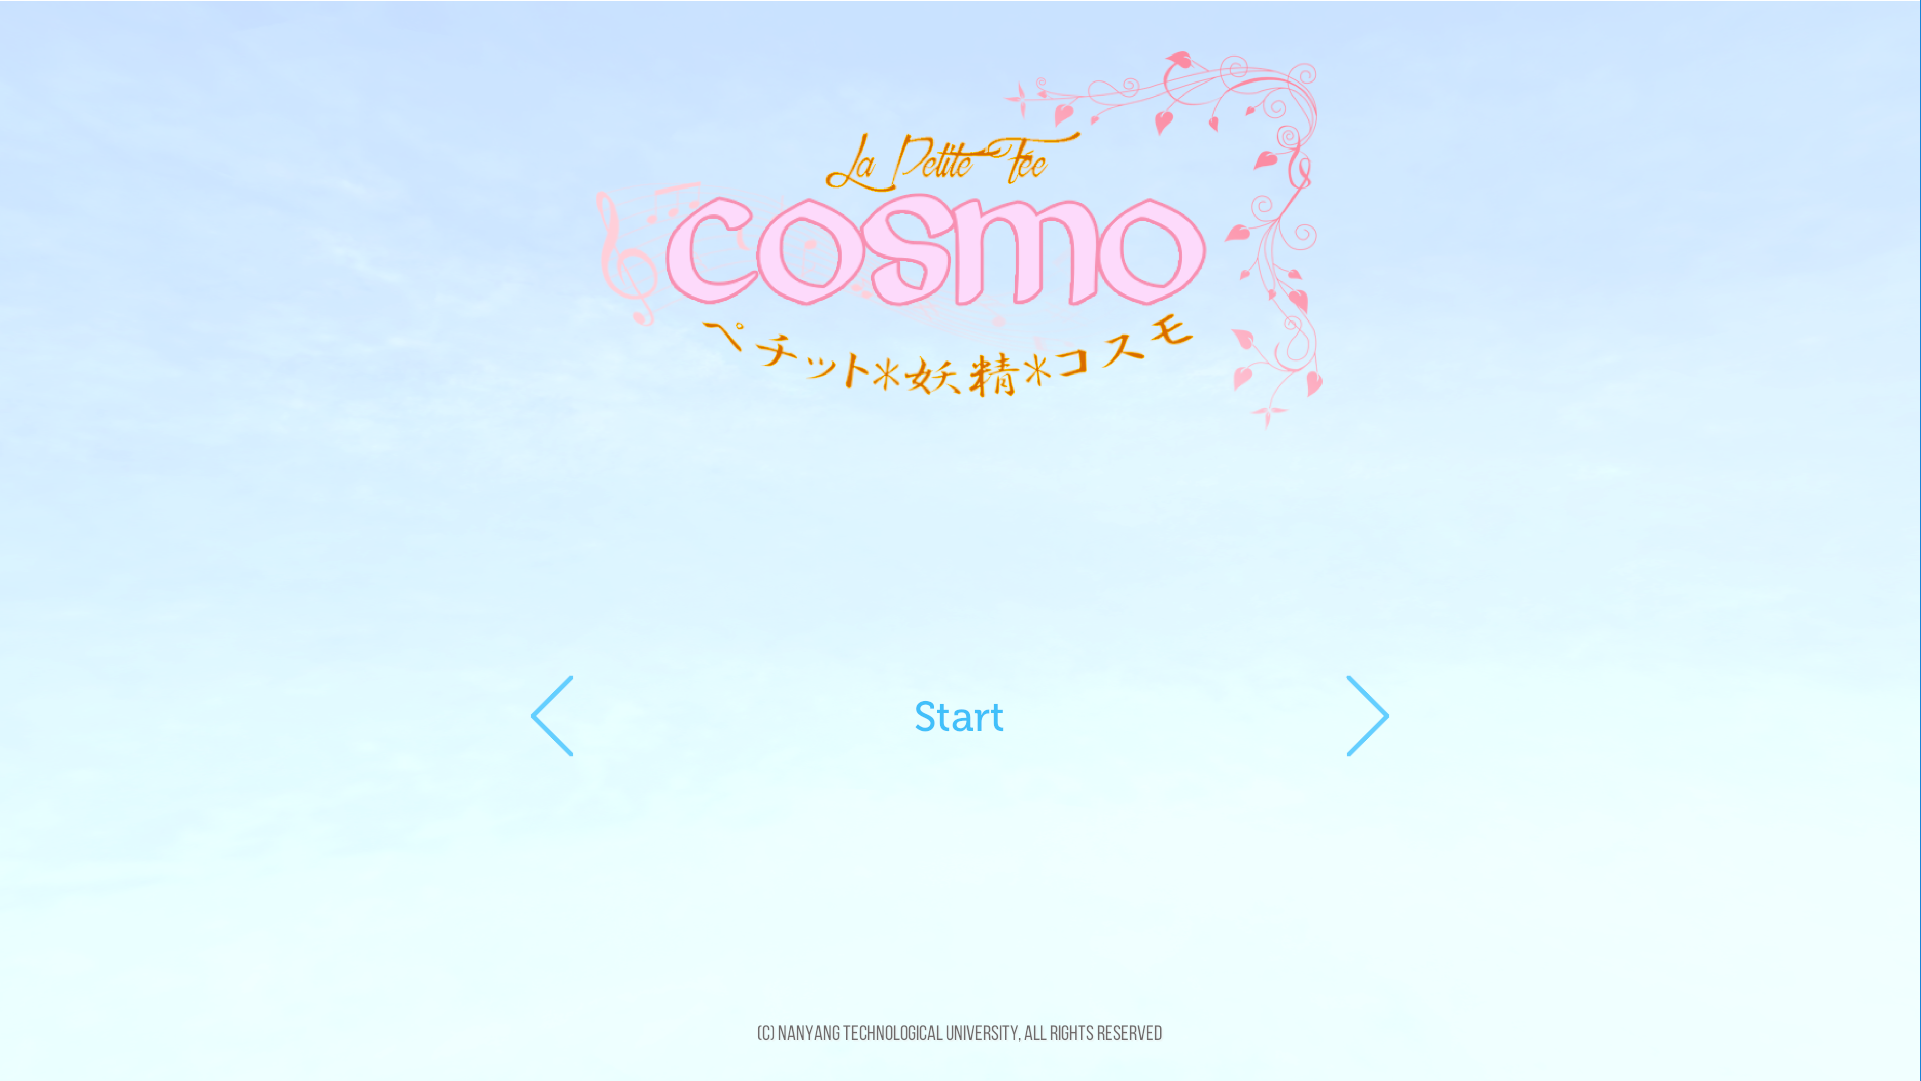 La Petite Fée
cosmo
ペチット*妖精*コスモ
Start
(C) NANYANG TECHNOLOGICAL UNIVERSITY, ALL RIGHTS RESERVED